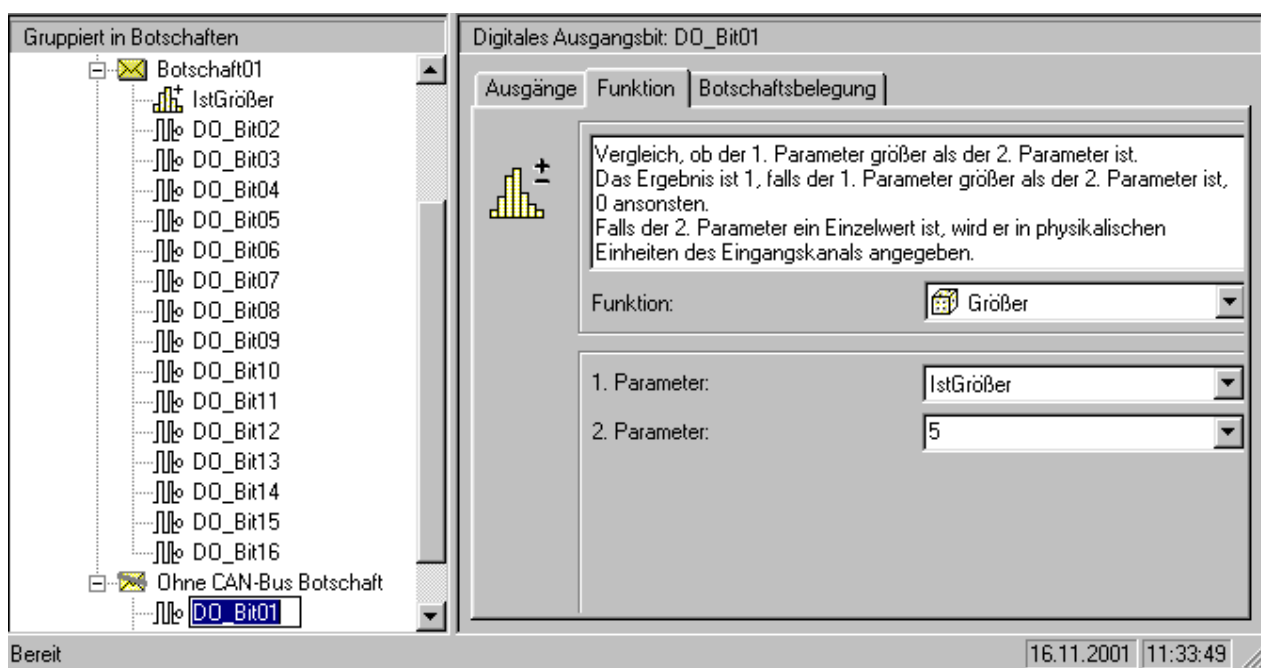 Gruppiert in Botschaften
Botschaft01
IstGrößer
DO_Bit02
DO_Bit03
DO_Bit04
DO_Bit05
DO_Bit06
DO_Bit07
DO_Bit08
DO_Bit09
DO_Bit10
DO_Bit11
DO_Bit12
DO_Bit13
DO_Bit14
DO_Bit15
DO_Bit16
Ohne CAN-Bus Botschaft
DO_Bit01
Digitales Ausgangsbit: DO_Bit01
Ausgänge Funktion Botschaftsbelegung
Vergleich, ob der 1. Parameter größer als der 2. Parameter ist.
Das Ergebnis ist 1, falls der 1. Parameter größer als der 2. Parameter ist,
0 ansonsten.
Falls der 2. Parameter ein Einzelwert ist, wird er in physikalischen
Einheiten des Eingangskanals angegeben.
Funktion: Größer
1. Parameter: IstGrößer
2. Parameter: 5
Bereit 16.11.2001 11:33:49